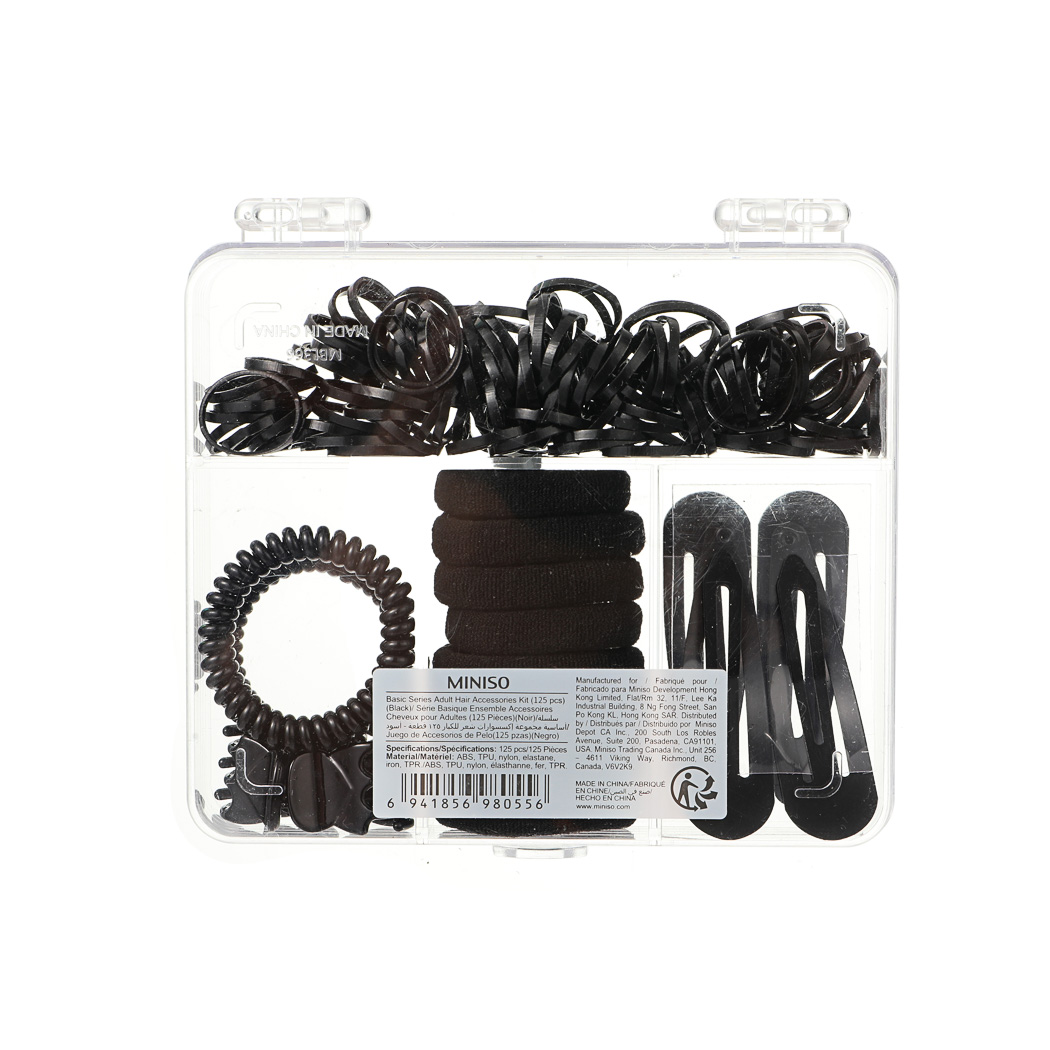 MADE IN CHINA
MINISO
Basic Series Adult Hair Accessories Kit (125 pcs)
(Black)/ Série Basique Ensemble Accessoires
Cheveux pour Adultes (125 Pièces)(Noir)/سلسلة
أساسية مجموعة إكسسوارات شعر للكبار ١٢٥ قطعة - أسود/
Juego de Accesorios de Pelo(125 pzas)(Negro)
Specifications/Spécifications: 125 pcs/125 Pièces
Material/Matériel: ABS, TPU, nylon, elastane,
iron, TPR /ABS, TPU, nylon, élasthanne, fer, TPR.
6 941856 980556
Manufactured for / Fabriqué pour /
Fabricado para Miniso Development Hong
Kong Limited, Flat/Rm 32, 11/F, Lee Ka
Industrial Building, 8 Ng Fong Street, San
Po Kong KL, Hong Kong SAR. Distributed
by / Distribués par / Distribuido por Miniso
Depot CA Inc., 200 South Los Robles
Avenue, Suite 200, Pasadena, CA91101,
USA. Miniso Trading Canada Inc., Unit 256
– 4611 Viking Way, Richmond, BC,
Canada, V6V2K9
MADE IN CHINA/FABRIQUÉ
EN CHINE/صنع في الصين/
HECHO EN CHINA
www.miniso.com